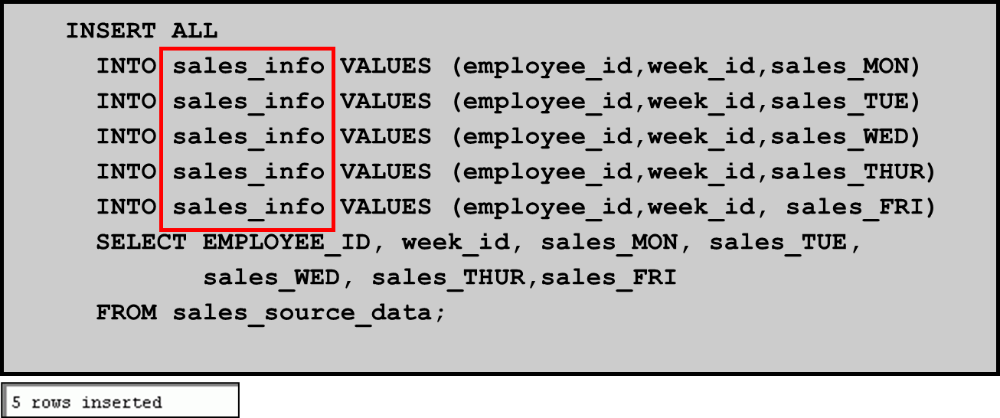 INSERT ALL
INTO sales_info VALUES (employee_id,week_id,sales_MON)
INTO sales_info VALUES (employee_id,week_id,sales_TUE)
INTO sales_info VALUES (employee_id,week_id,sales_WED)
INTO sales_info VALUES (employee_id,week_id,sales_THUR)
INTO sales_info VALUES (employee_id,week_id, sales_FRI)
SELECT EMPLOYEE_ID, week_id, sales_MON, sales_TUE,
sales_WED, sales_THUR,sales_FRI
FROM sales_source_data;
5 rows inserted